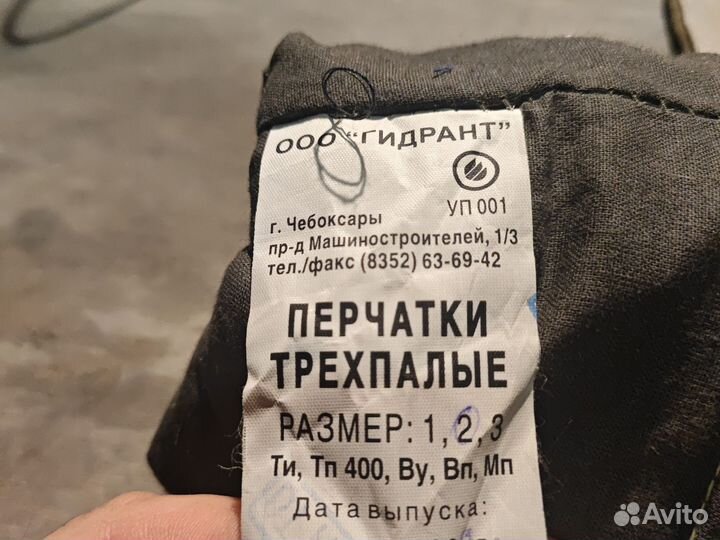 ООО “ГИДРАНТ”
УП 001
г. Чебоксары
пр-д Машиностроителей, 1/3
тел./факс (8352) 63-69-42
ПЕРЧАТКИ
ТРЕХПАЛЫЕ
РАЗМЕР: 1, 2, 3
Ти, Тп 400, Ву, Вп, Мп
Дата выпуска:
Avito